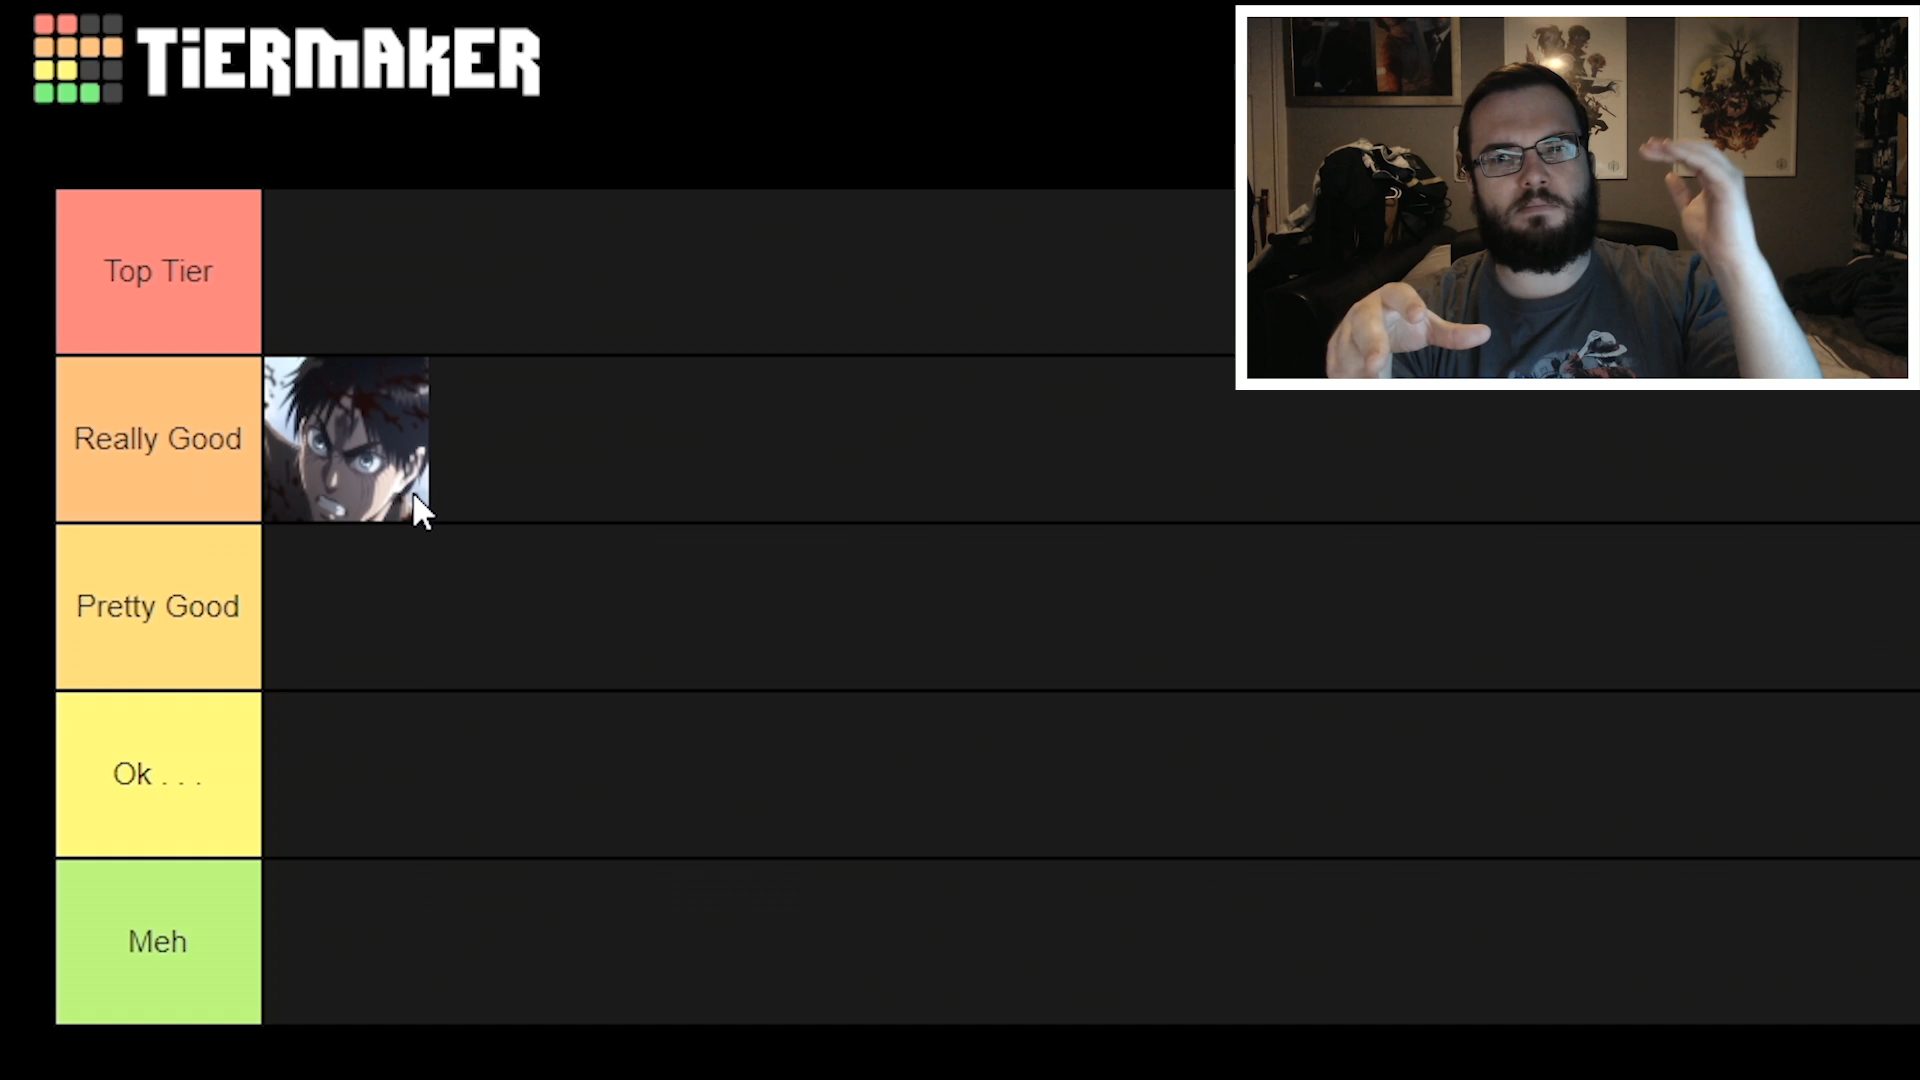 TiERMAKER
Top Tier
Really Good
Pretty Good
Ok . . .
Meh